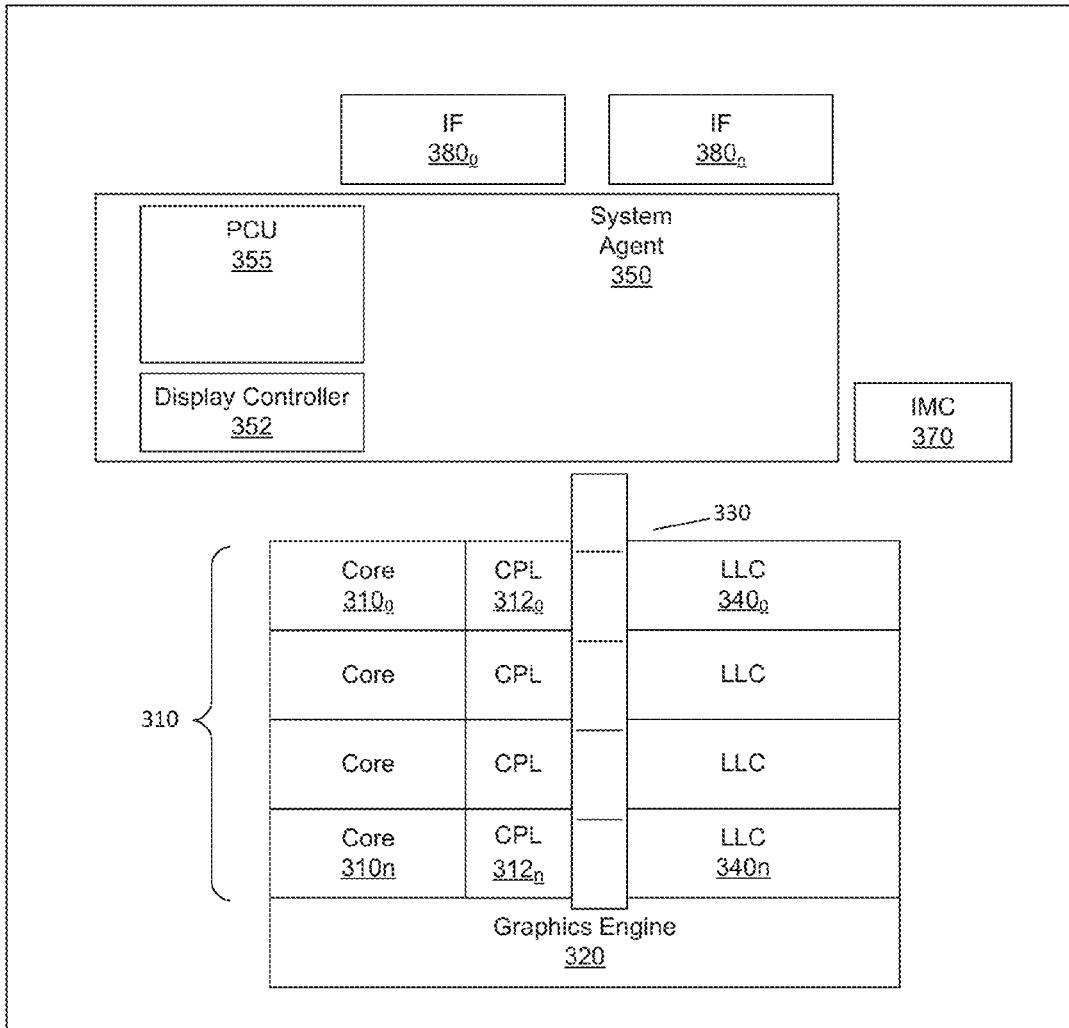 IF
380₀
IF
380ₙ
PCU
355
System
Agent
350
Display Controller
352
IMC
370
330
Core
310₀
CPL
312₀
LLC
340₀
Core
CPL
LLC
310
Core
CPL
LLC
Core
310n
CPL
312ₙ
LLC
340n
Graphics Engine
320